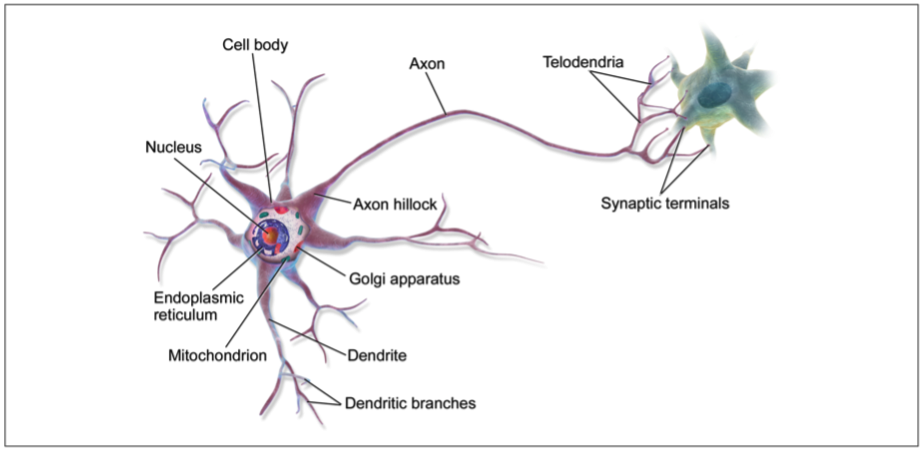 Cell body
Axon
Telodendria
Nucleus
Axon hillock
Synaptic terminals
Golgi apparatus
Endoplasmic
reticulum
Mitochondrion
Dendrite
Dendritic branches